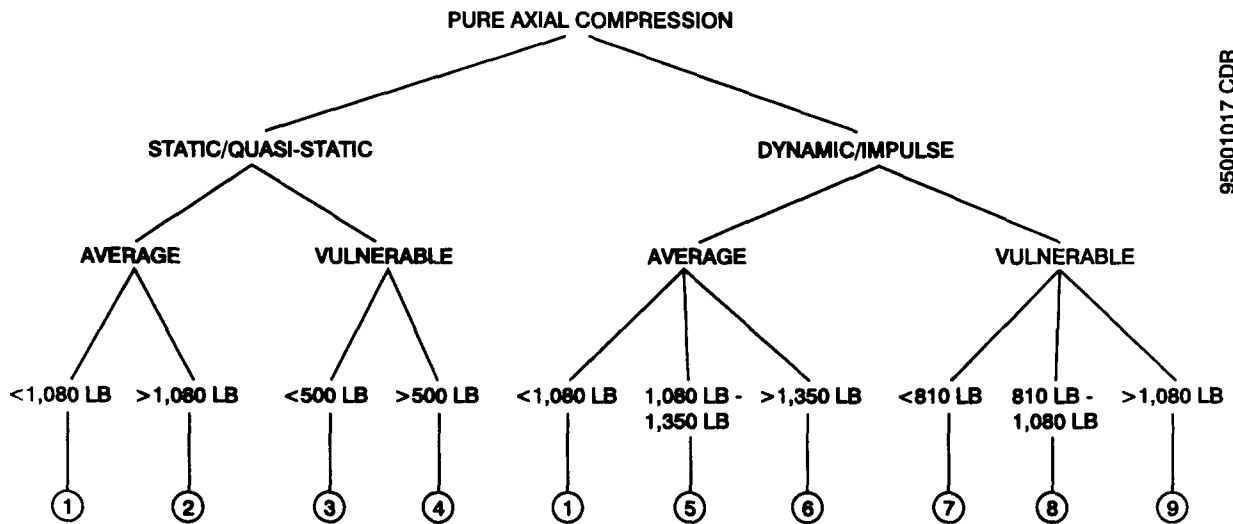 PURE AXIAL COMPRESSION
95001017 CDR
STATIC/QUASI-STATIC
DYNAMIC/IMPULSE
AVERAGE
VULNERABLE
AVERAGE
VULNERABLE
<1,080 LB
>1,080 LB
<500 LB
>500 LB
<1,080 LB
1,080 LB -
1,350 LB
>1,350 LB
<810 LB
810 LB -
1,080 LB
>1,080 LB
1
2
3
4
1
5
6
7
8
9